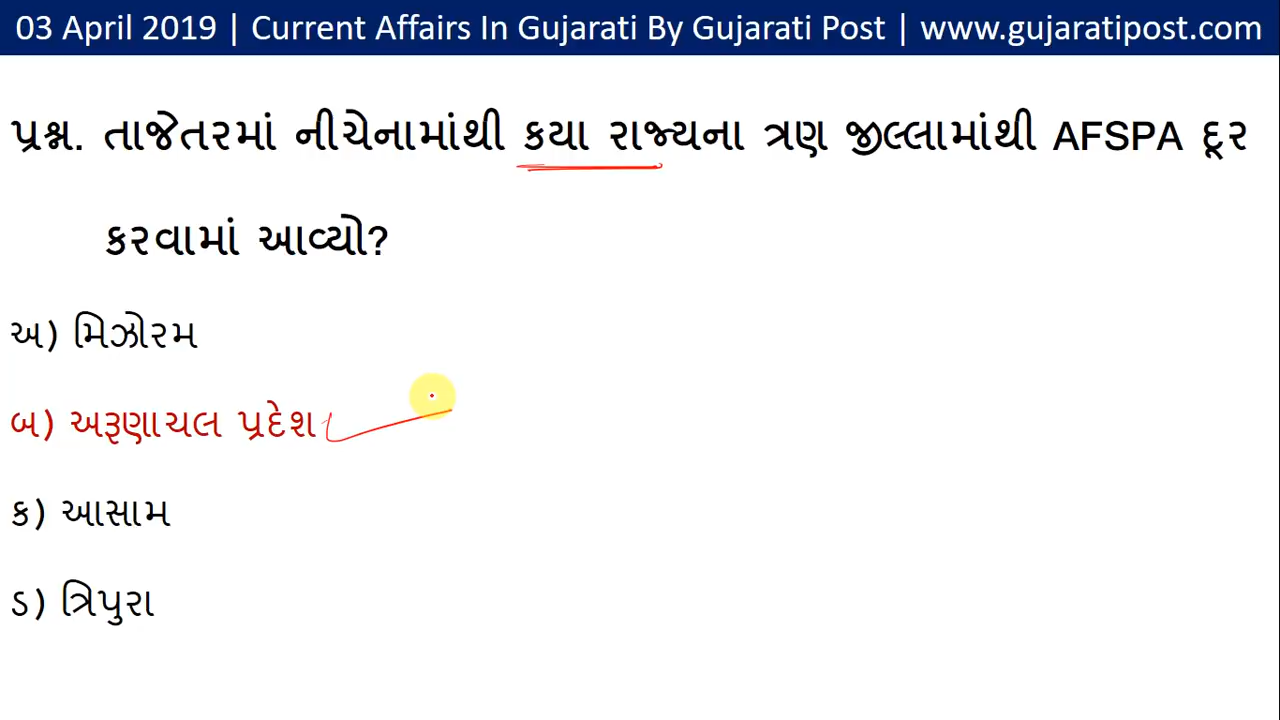 03 April 2019 | Current Affairs In Gujarati By Gujarati Post | www.gujaratipost.com
પ્રશ્ન. તાજેતરમાં નીચેનામાંથી કયા રાજ્યના ત્રણ જીલ્લામાંથી AFSPA દૂર
કરવામાં આવ્યો?
અ) મિઝોરમ
બ) અરૂણાચલ પ્રદેશ
ક) આસામ
ડ) ત્રિપુરા